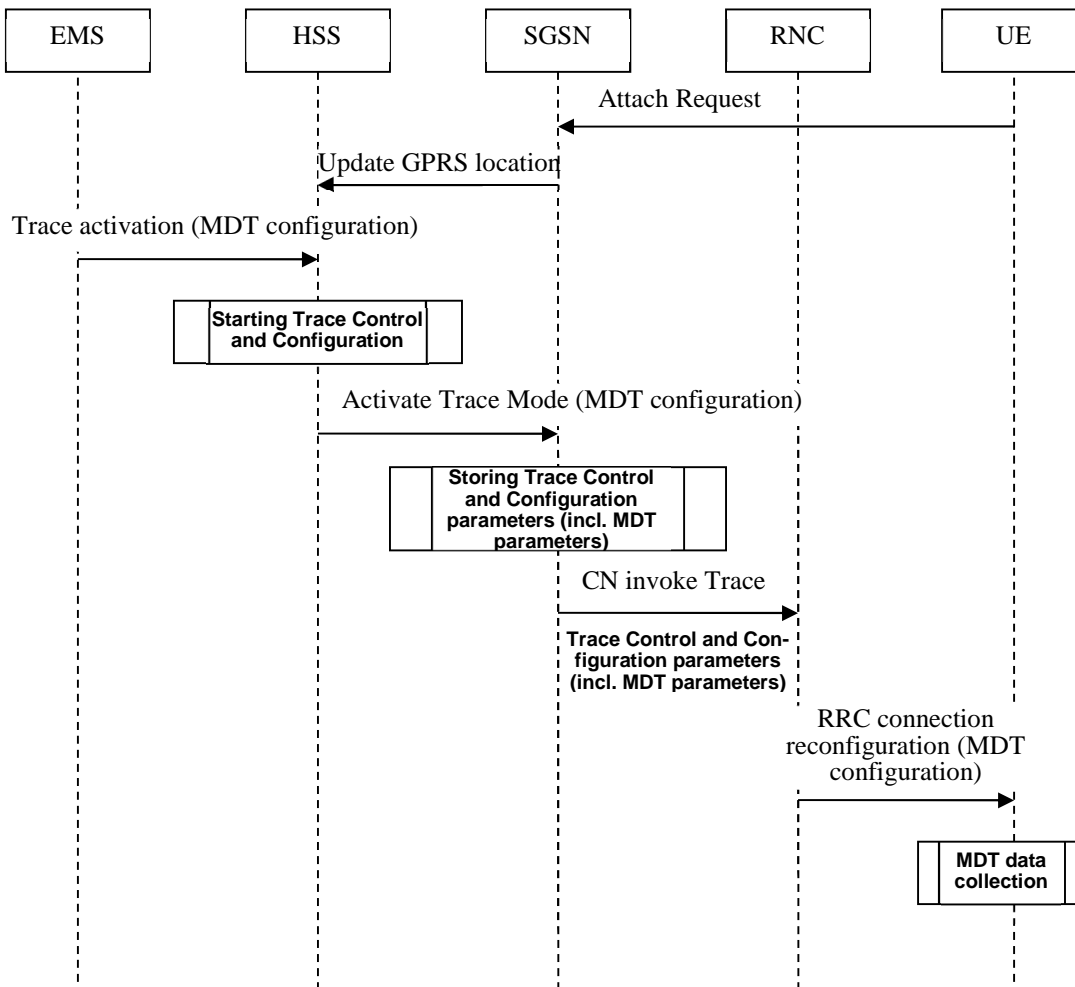 EMS
HSS
SGSN
RNC
UE
Attach Request
Update GPRS location
Trace activation (MDT configuration)
Starting Trace Control
and Configuration
Activate Trace Mode (MDT configuration)
Storing Trace Control
and Configuration
parameters (incl. MDT
parameters)
CN invoke Trace
Trace Control and Con-
figuration parameters
(incl. MDT parameters)
RRC connection
reconfiguration (MDT
configuration)
MDT data
collection